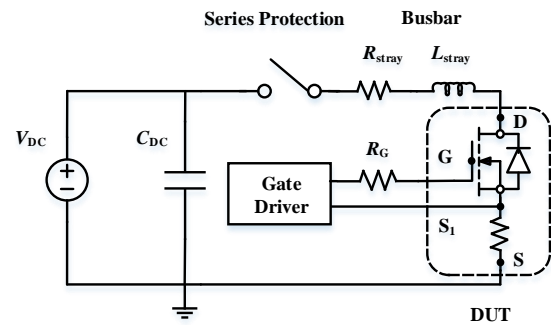 Series Protection
Busbar
Rstray
Lstray
D
VDC
CDC
RG
G
Gate
Driver
S1
S
DUT